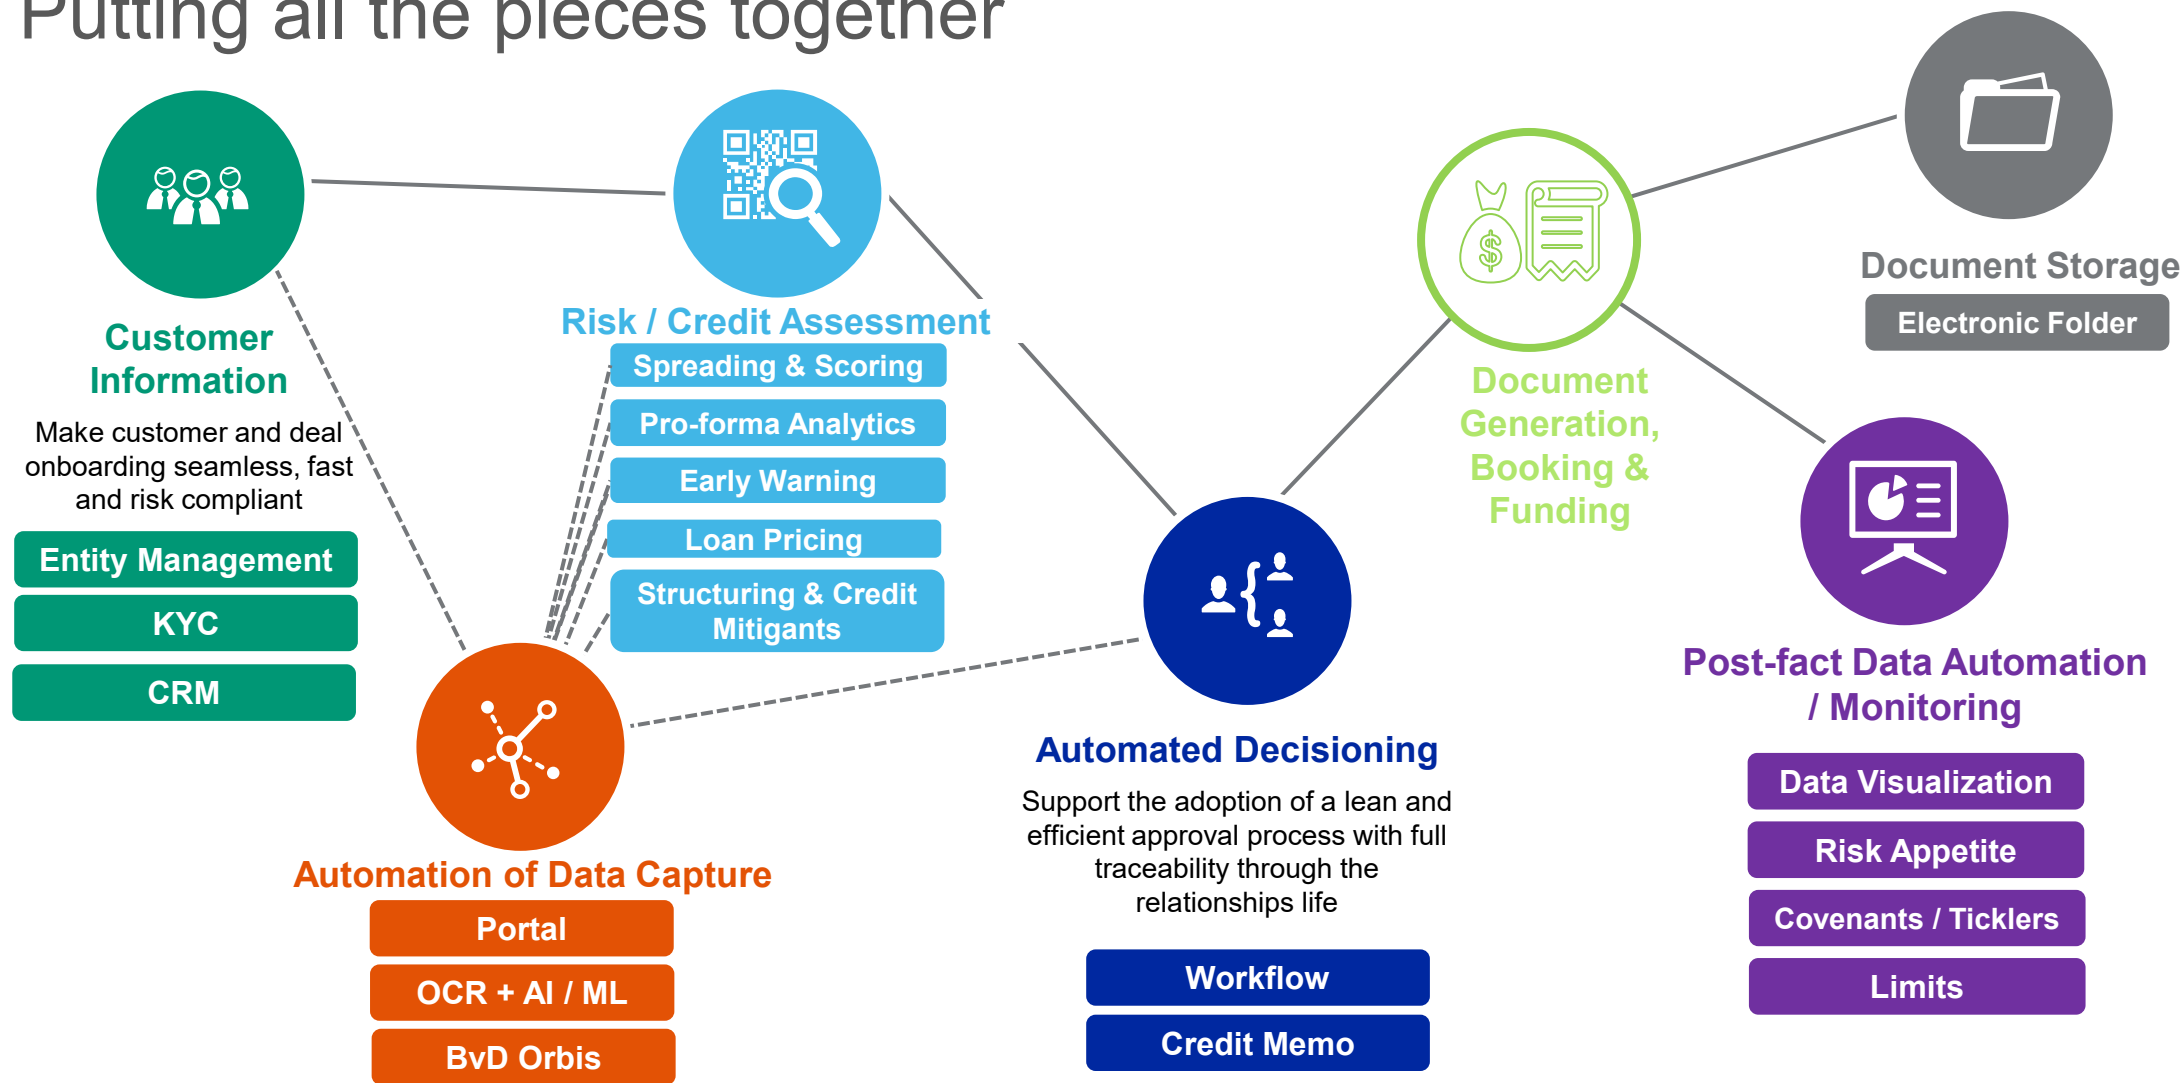 Putting all the pieces together
Customer
Information
Make customer and deal
onboarding seamless, fast
and risk compliant
Entity Management
KYC
CRM
Risk / Credit Assessment
Spreading & Scoring
Pro-forma Analytics
Early Warning
Loan Pricing
Structuring & Credit
Mitigants
Automation of Data Capture
Portal
OCR + AI / ML
BvD Orbis
Automated Decisioning
Support the adoption of a lean and
efficient approval process with full
traceability through the
relationships life
Workflow
Credit Memo
$
Document
Generation,
Booking &
Funding
Document Storage
Electronic Folder
Post-fact Data Automation
/ Monitoring
Data Visualization
Risk Appetite
Covenants / Ticklers
Limits